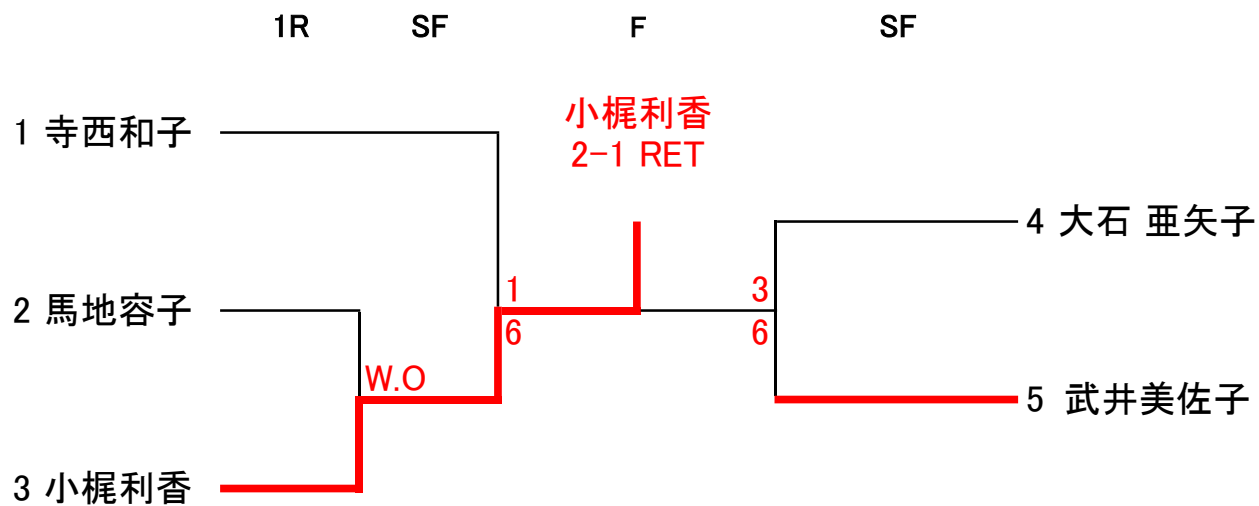 1R SF F SF
小梶利香
2-1 RET
1 寺西和子
4 大石 亜矢子
2 馬地容子
1
6
3
6
W.O
5 武井美佐子
3 小梶利香